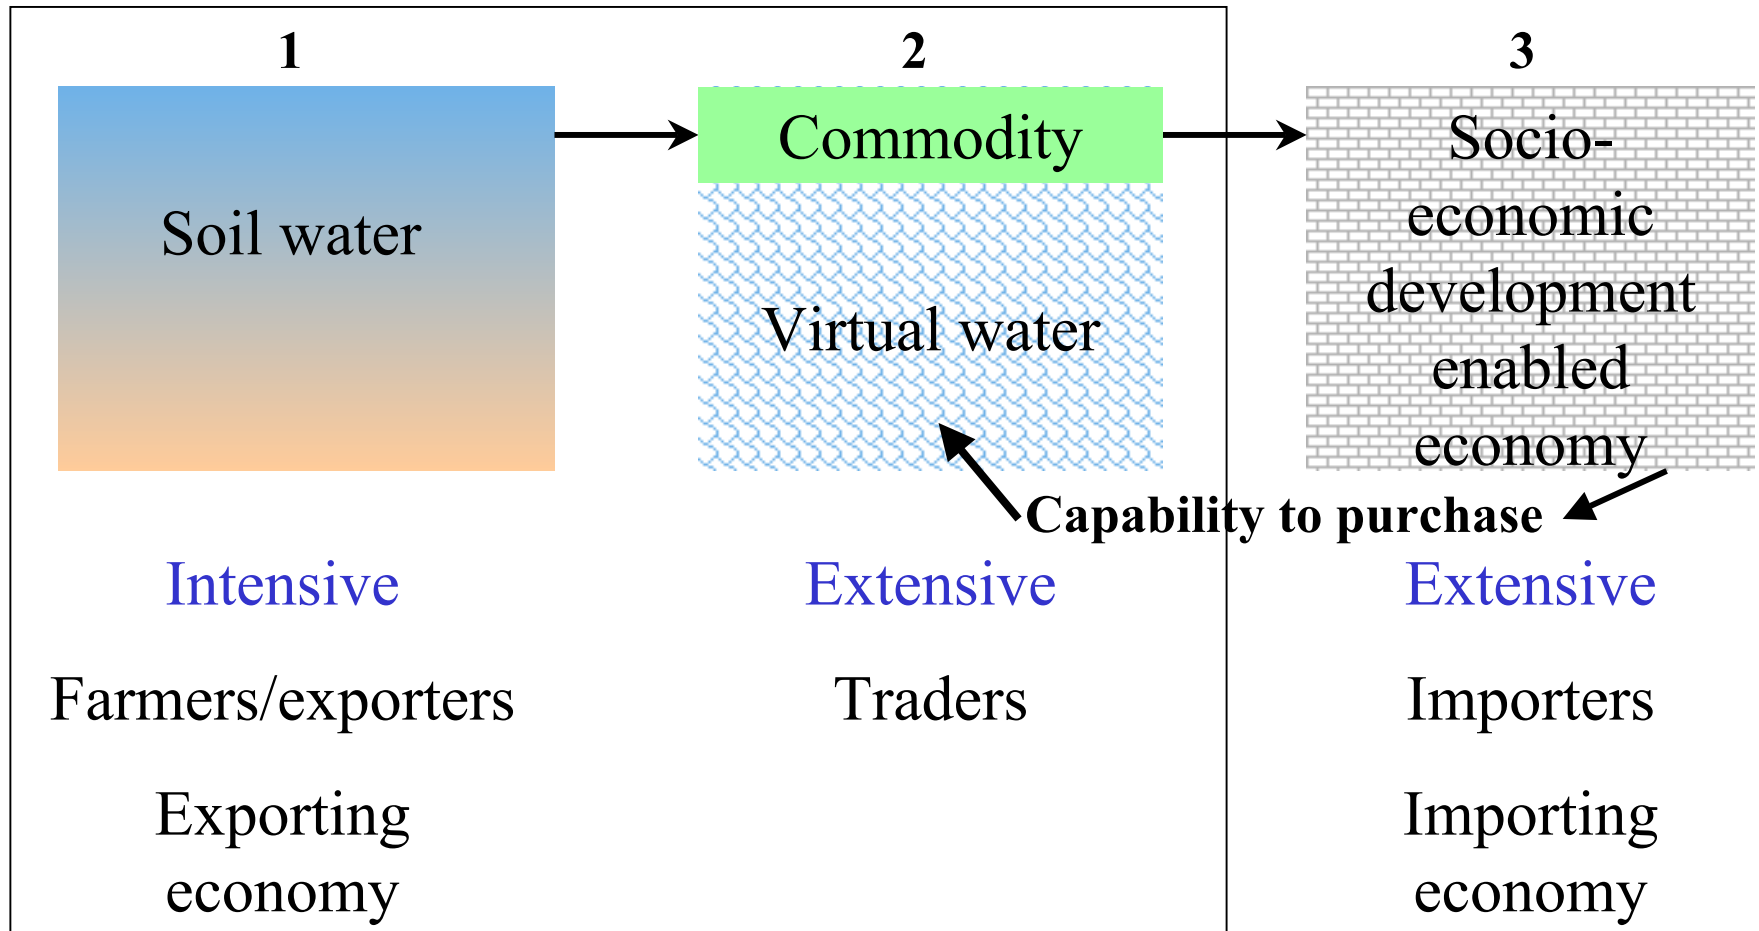 1
Soil water
Intensive
Farmers/exporters
Exporting
economy
2
Commodity
Virtual water
Capability to purchase
Extensive
Traders
3
Socio-
economic
development
enabled
economy
Extensive
Importers
Importing
economy